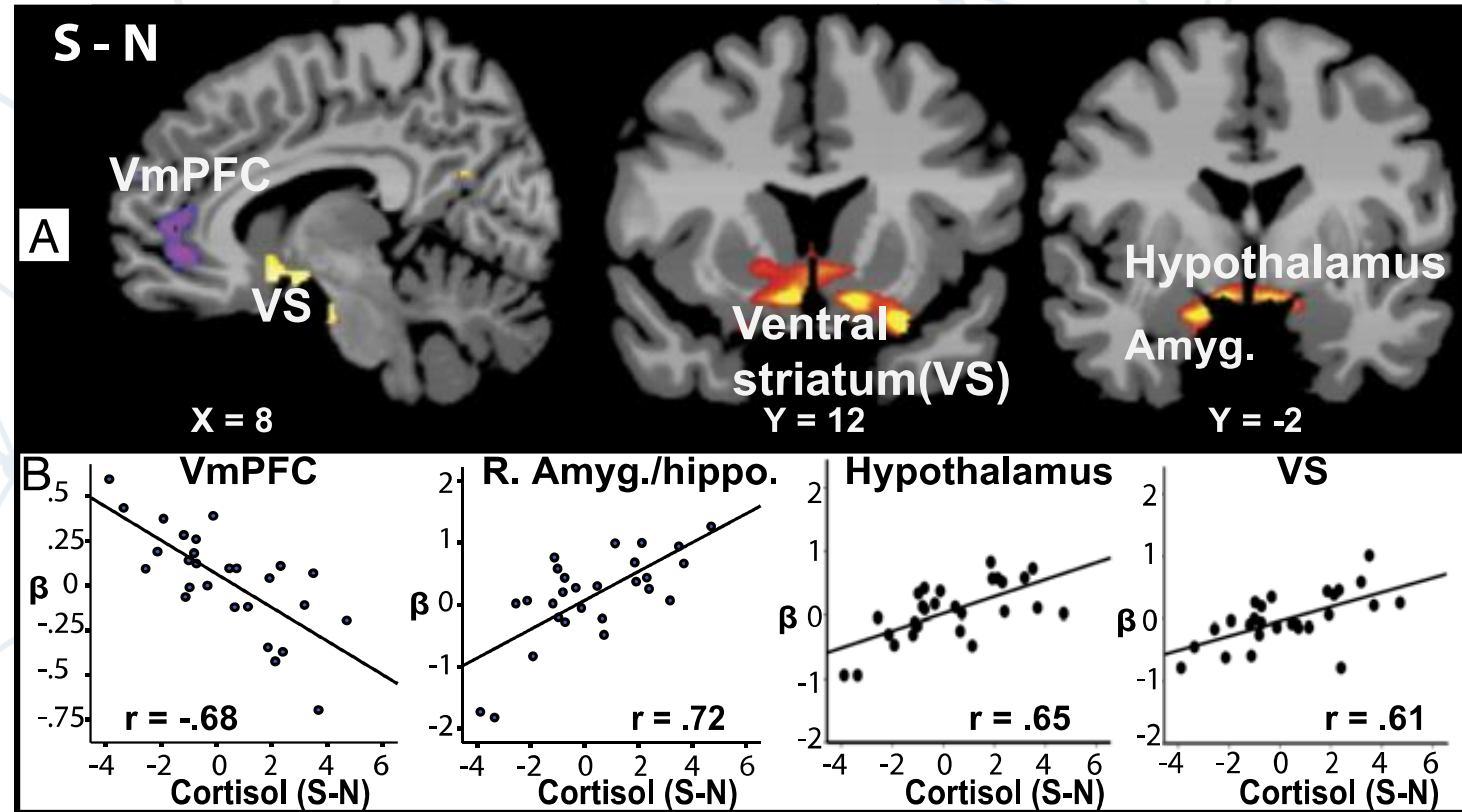 S - N
VmPFC
VS
X = 8
Ventral
striatum(VS)
Y = 12
Hypothalamus
Amyg.
Y = -2
A
B
VmPFC
.5
.25
0
-.25
-.5
-.75
β
r = -.68
-4 -2 0 2 4 6
Cortisol (S-N)
R. Amyg./hippo.
2
1
0
-1
-2
β
r = .72
-4 -2 0 2 4 6
Cortisol (S-N)
Hypothalamus
2
1
0
-1
-2
β
r = .65
-4 -2 0 2 4 6
Cortisol (S-N)
VS
2
1
0
-1
-2
β
r = .61
-4 -2 0 2 4 6
Cortisol (S-N)